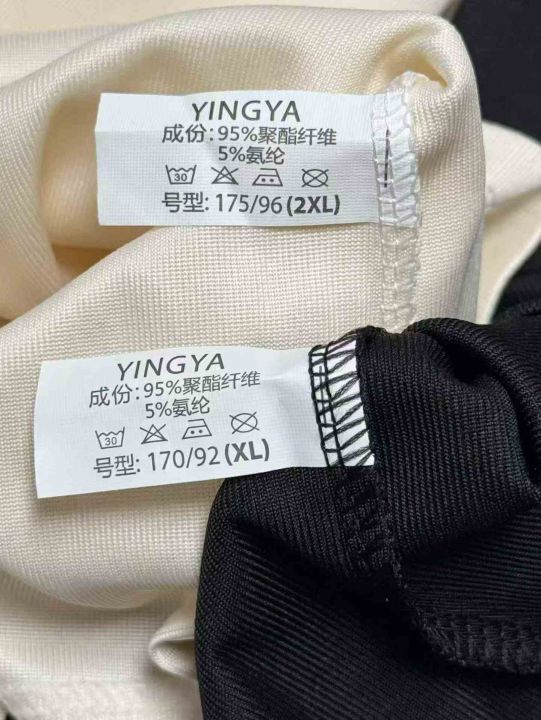 YINGYA
成份:95%聚酯纤维
5%氨纶
30
号型: 175/96 (2XL)
YINGYA
成份:95%聚酯纤维
5%氨纶
30
号型: 170/92 (XL)